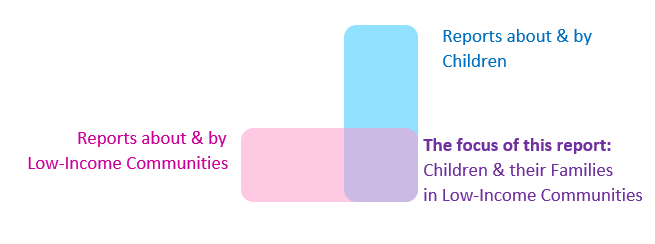 Reports about & by
Children
Reports about & by
Low-Income Communities
The focus of this report:
Children & their Families
in Low-Income Communities